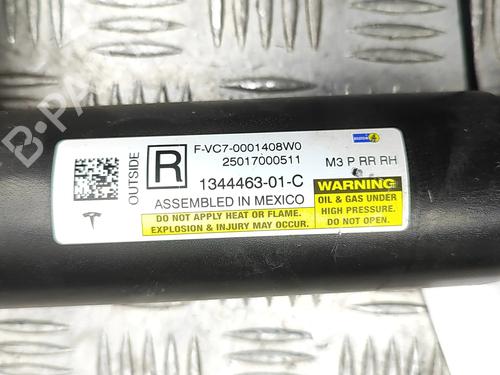 OUTSIDE
R
F-VC7-0001408W0
25017000511
1344463-01-C
ASSEMBLED IN MEXICO
DO NOT APPLY HEAT OR FLAME.
EXPLOSION & INJURY MAY OCCUR.
M3 P RR RH
WARNING
OIL & GAS UNDER
HIGH PRESSURE.
DO NOT OPEN.
B-PA